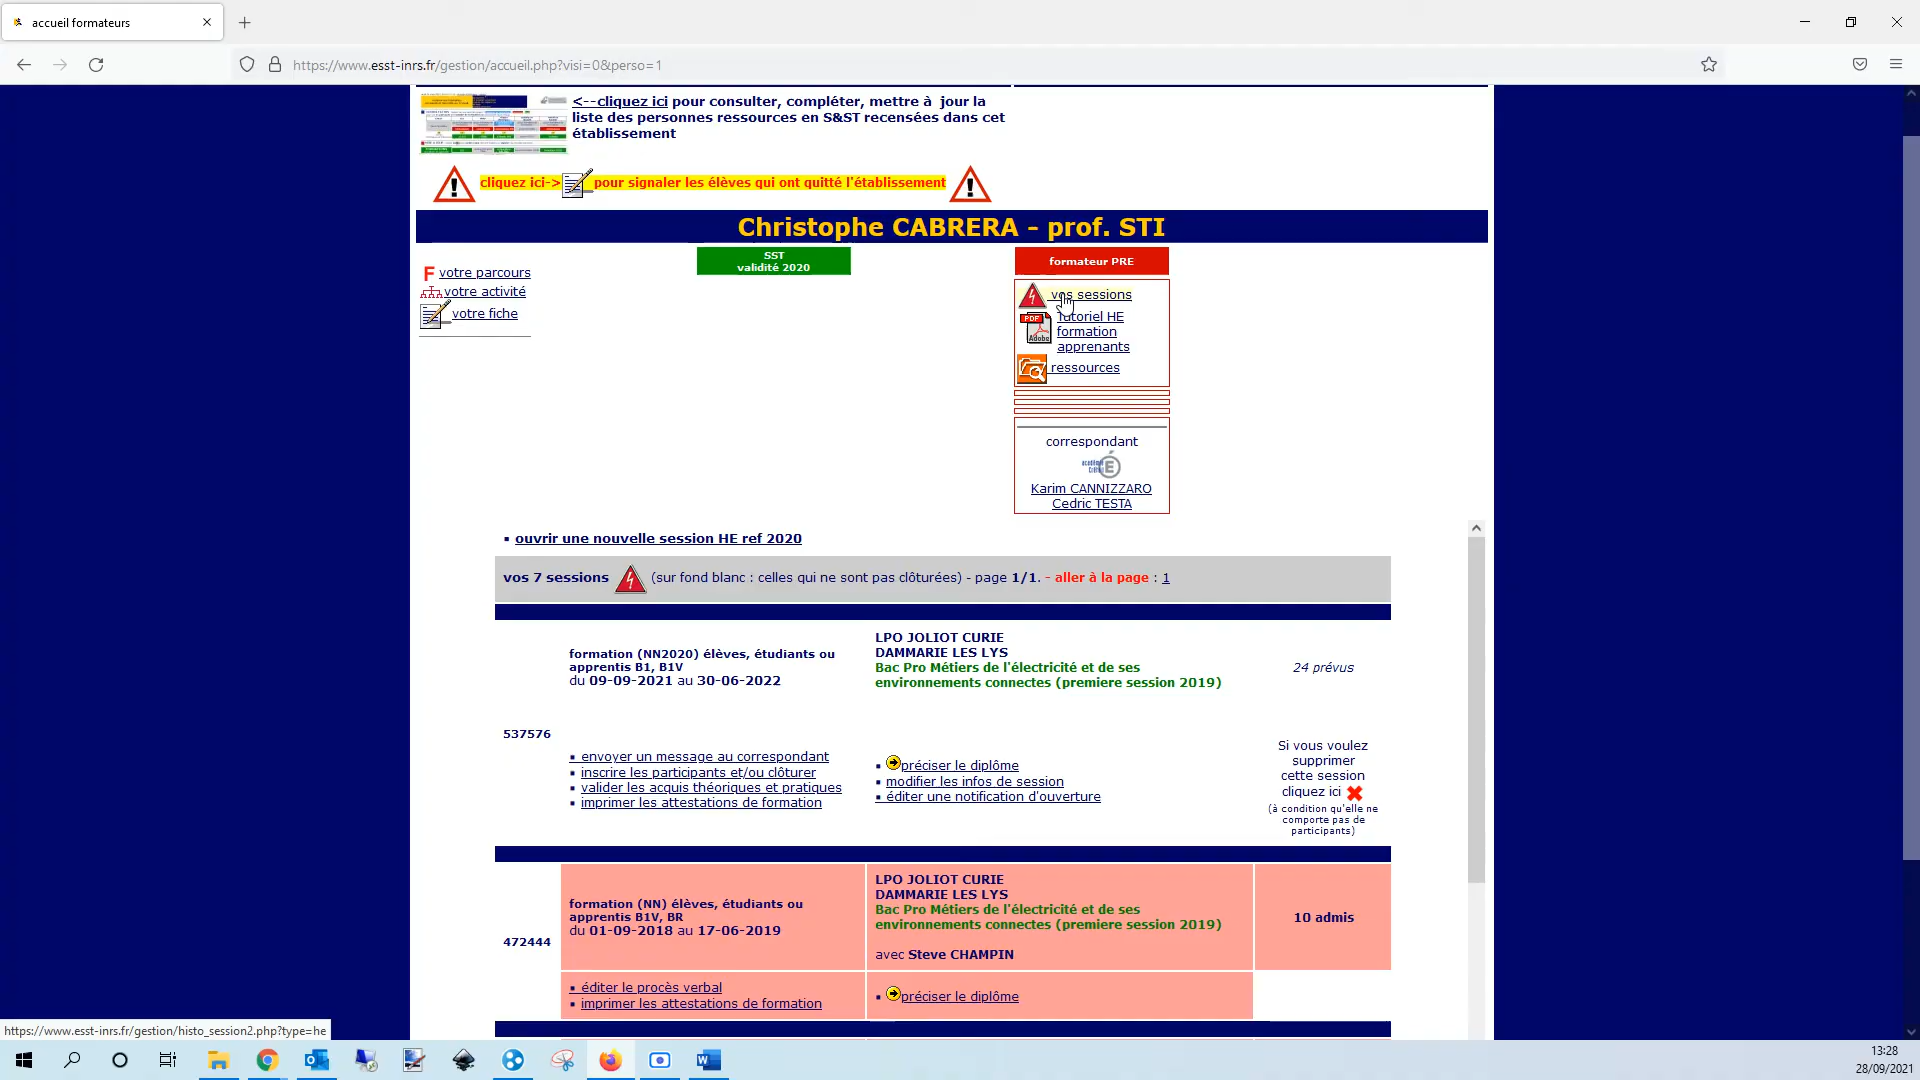 accueil formateurs
https://www.esst-inrs.fr/gestion/accueil.php?visi=0&perso=1
<--cliquez ici pour consulter, compléter, mettre à jour la
liste des personnes ressources en S&ST recensées dans cet
établissement
cliquez ici-> pour signaler les élèves qui ont quitté l'établissement
Christophe CABRERA - prof. STI
SST
validité 2020
formateur PRE
votre parcours
votre activité
votre fiche
vos sessions
Tutoriel HE
formation
apprenants
ressources
correspondant
Karim CANNIZZARO
Cedric TESTA
ouvrir une nouvelle session HE ref 2020
vos 7 sessions (sur fond blanc : celles qui ne sont pas clôturées) - page 1/1. - aller à la page : 1
537576
formation (NN2020) élèves, étudiants ou
apprentis B1, B1V
du 09-09-2021 au 30-06-2022
LPO JOLIOT CURIE
DAMMARIE LES LYS
Bac Pro Métiers de l'électricité et de ses
environnements connectes (premiere session 2019)
24 prévus
envoyer un message au correspondant
inscrire les participants et/ou clôturer
valider les acquis théoriques et pratiques
imprimer les attestations de formation
préciser le diplôme
modifier les infos de session
éditer une notification d'ouverture
Si vous voulez
supprimer
cette session
cliquez ici
(à condition qu'elle ne
comporte pas de
participants)
472444
formation (NN) élèves, étudiants ou
apprentis B1V, BR
du 01-09-2018 au 17-06-2019
LPO JOLIOT CURIE
DAMMARIE LES LYS
Bac Pro Métiers de l'électricité et de ses
environnements connectes (premiere session 2019)
avec Steve CHAMPIN
10 admis
éditer le procès verbal
imprimer les attestations de formation
préciser le diplôme
https://www.esst-inrs.fr/gestion/histo_session2.php?type=he
13:28
28/09/2021